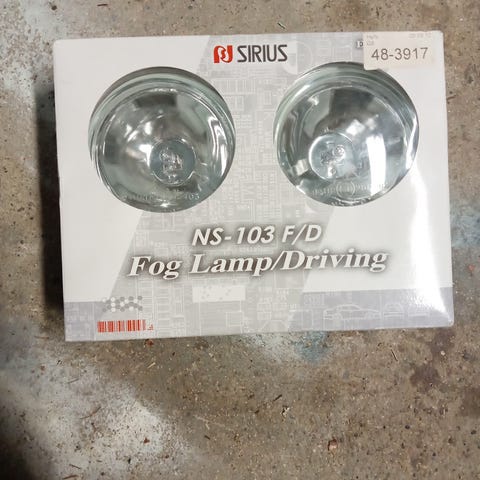 SIRIUS
48-3917
NS-103 F/D
Fog Lamp/Driving